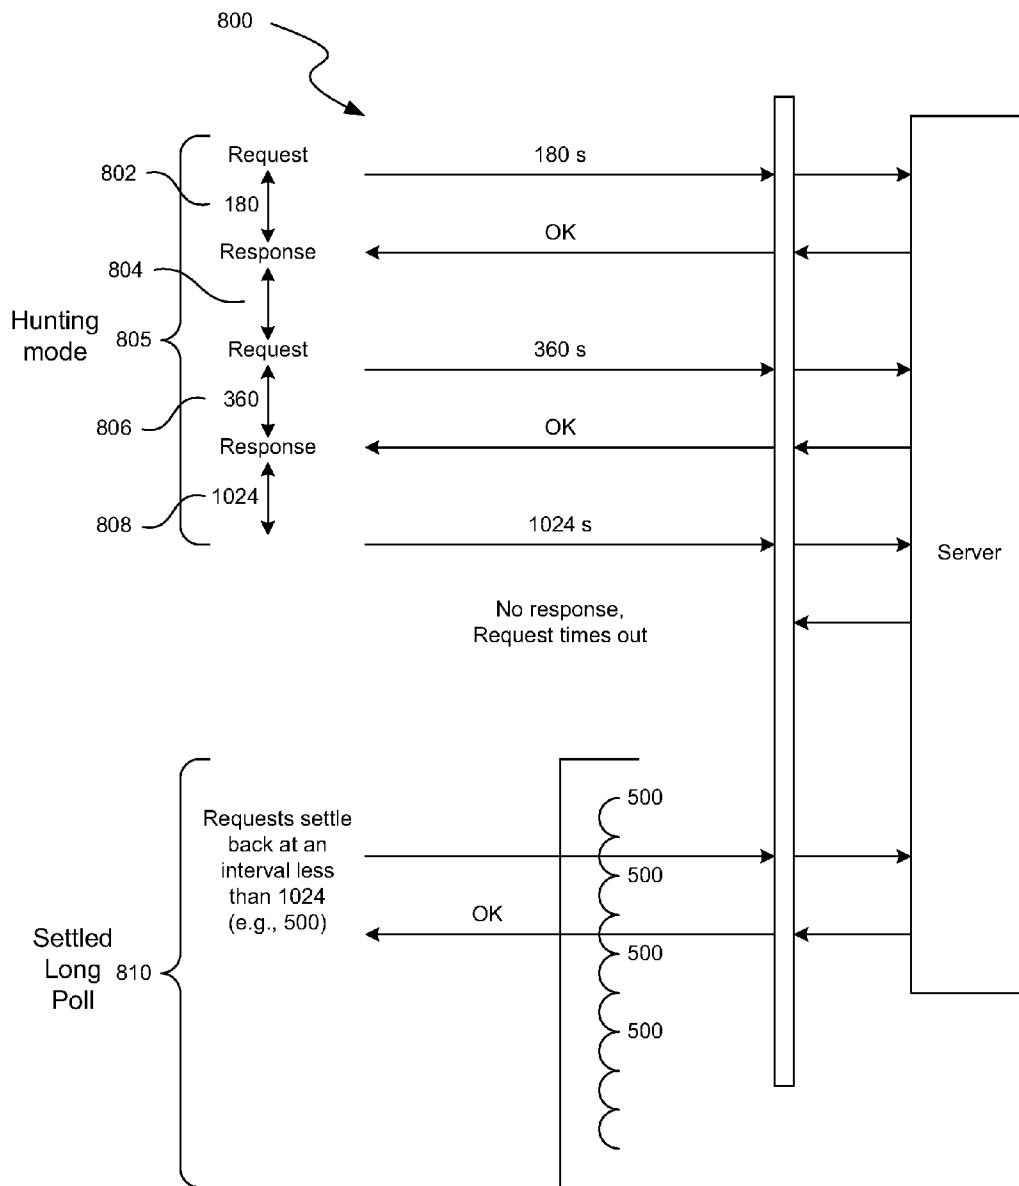 800
Request
180 s
802
180
OK
Response
804
Hunting
mode
805
Request
360 s
360
806
OK
Response
1024
808
1024 s
Server
No response,
Request times out
500
Requests settle
back at an
interval less
than 1024
(e.g., 500)
500
OK
Settled
Long
Poll
810
500
500